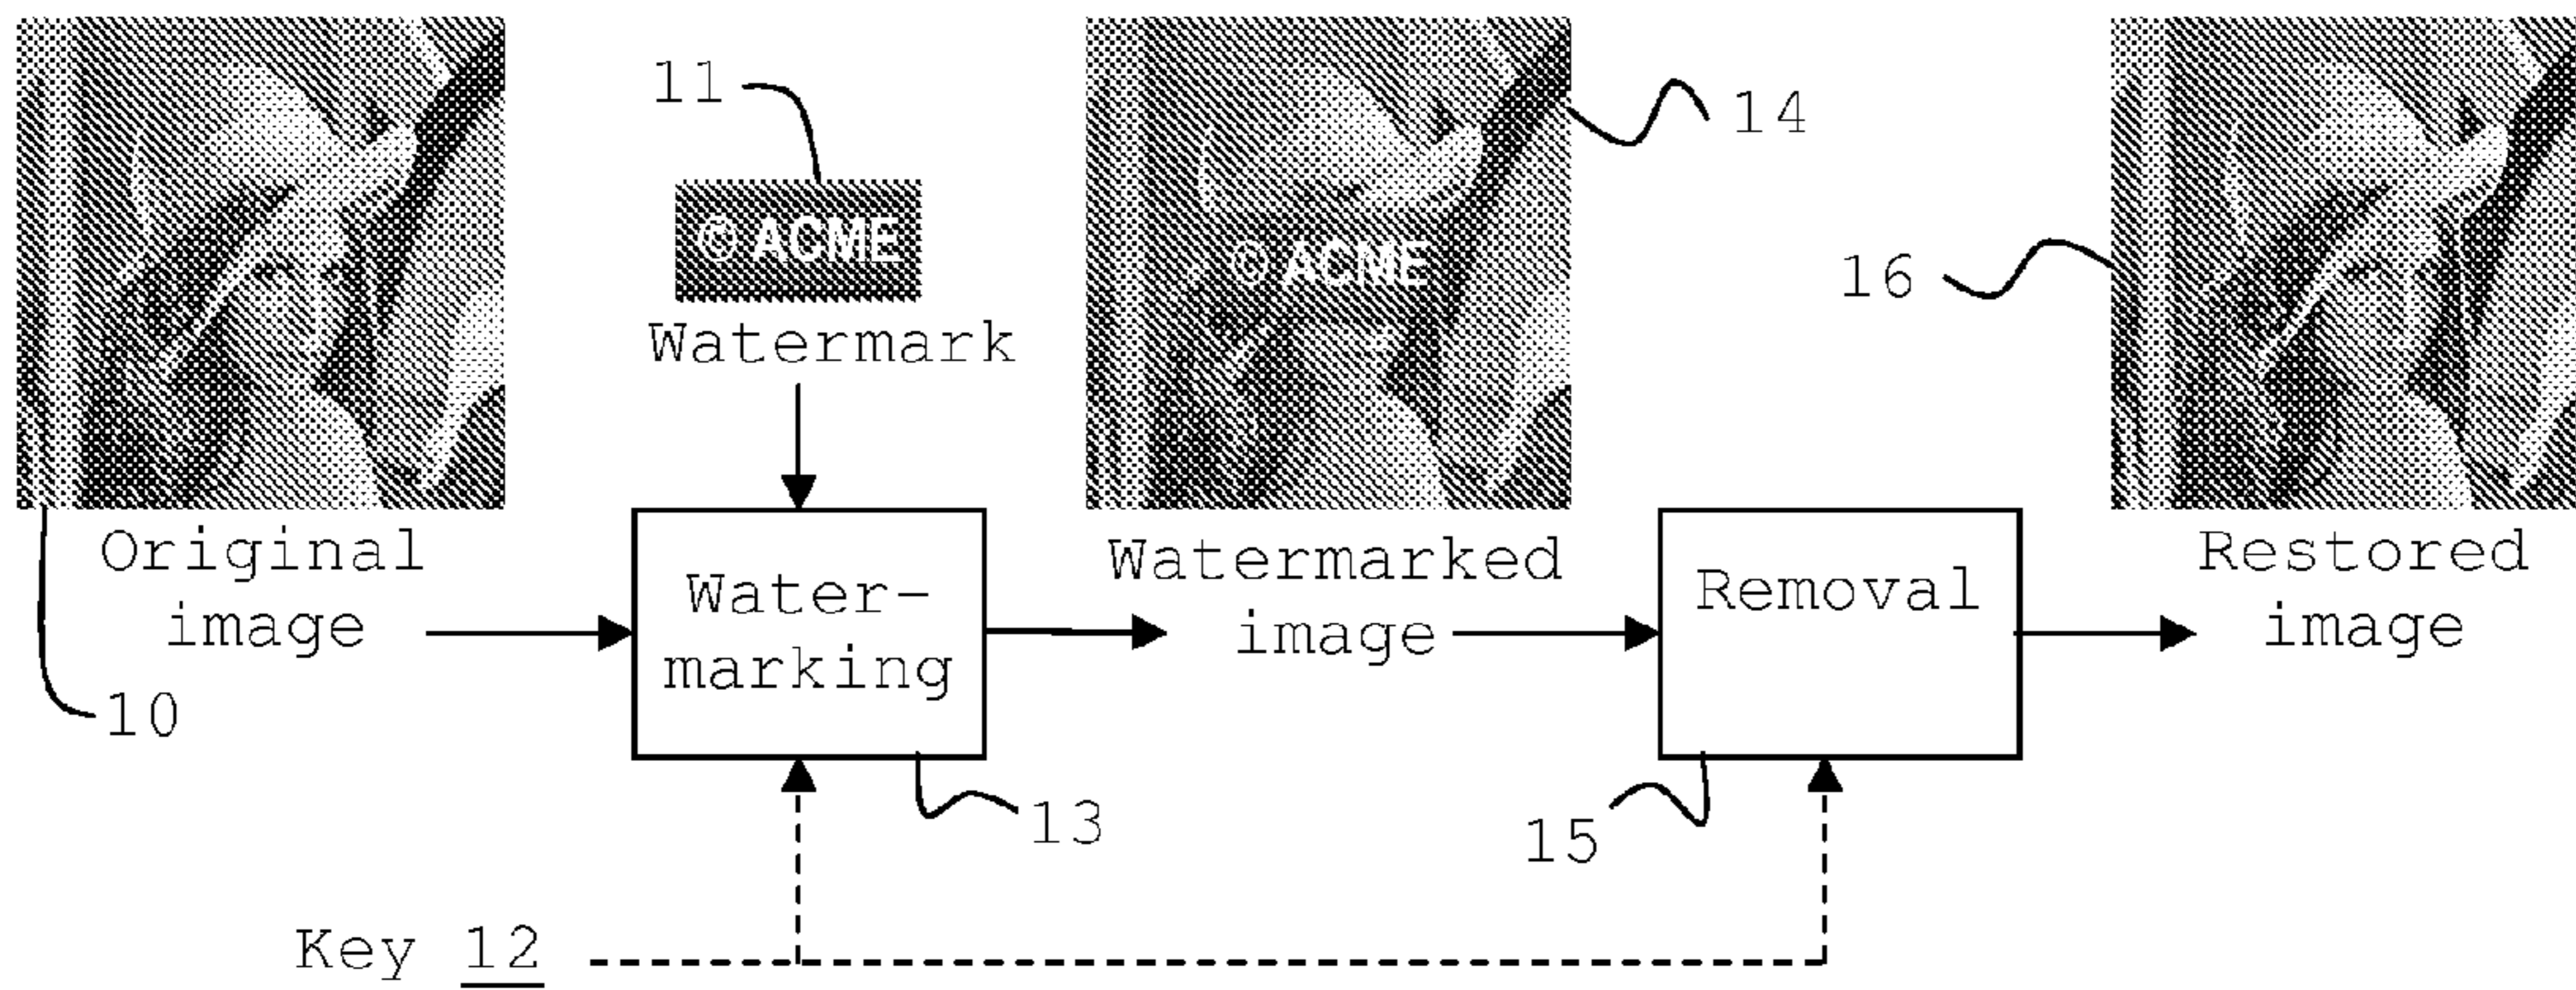 11
© ACME
Watermark
© ACME
14
16
Original
image
10
Water-
marking
13
Watermarked
image
Removal
15
Restored
image
Key 12